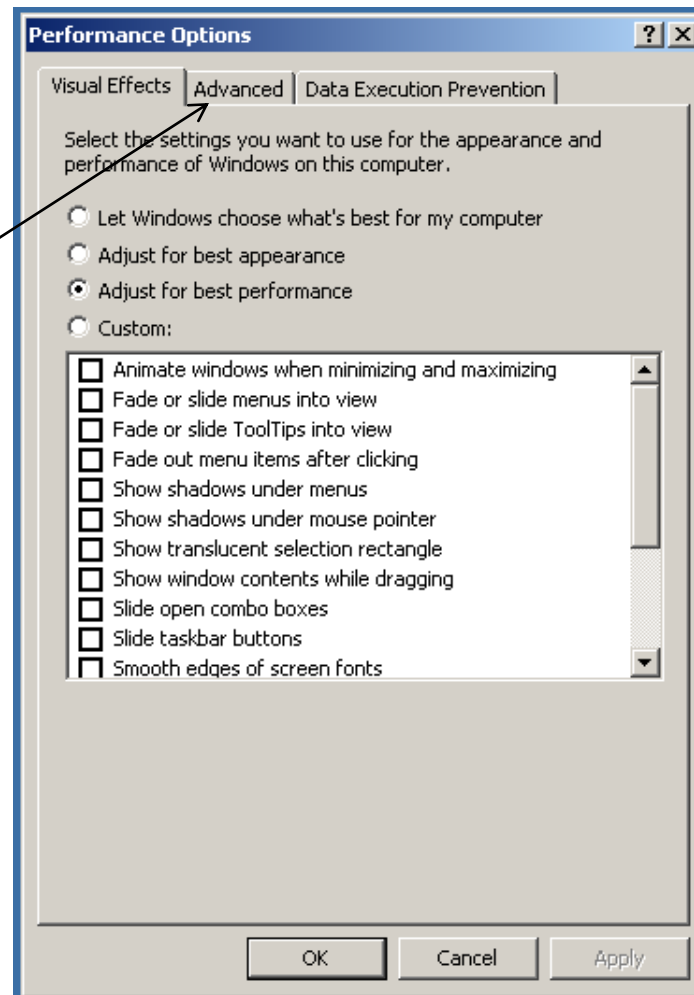 Performance Options
Visual Effects
Advanced
Data Execution Prevention
Select the settings you want to use for the appearance and
performance of Windows on this computer.
Let Windows choose what's best for my computer
Adjust for best appearance
Adjust for best performance
Custom:
Animate windows when minimizing and maximizing
Fade or slide menus into view
Fade or slide ToolTips into view
Fade out menu items after clicking
Show shadows under menus
Show shadows under mouse pointer
Show translucent selection rectangle
Show window contents while dragging
Slide open combo boxes
Slide taskbar buttons
Smooth edges of screen fonts
OK
Cancel
Apply